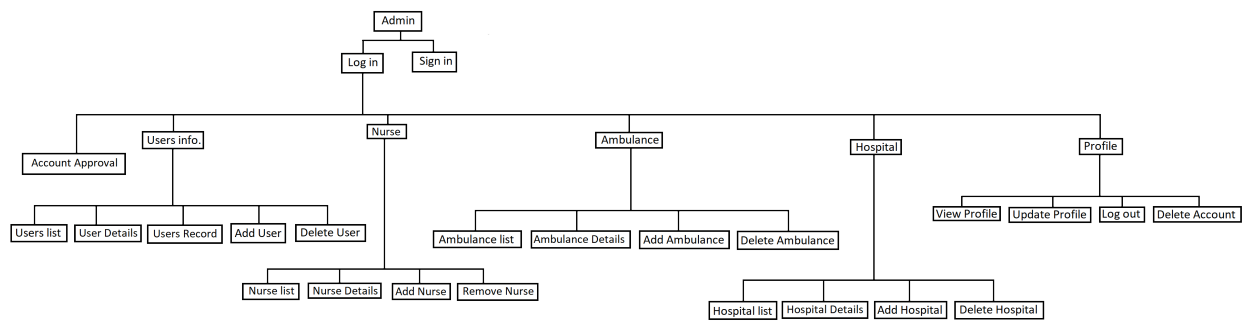 Admin
Log in
Sign in
Account Approval
Users info.
Nurse
Ambulance
Hospital
Profile
Users list
User Details
Users Record
Add User
Delete User
Ambulance list
Ambulance Details
Add Ambulance
Delete Ambulance
View Profile
Update Profile
Log out
Delete Account
Nurse list
Nurse Details
Add Nurse
Remove Nurse
Hospital list
Hospital Details
Add Hospital
Delete Hospital